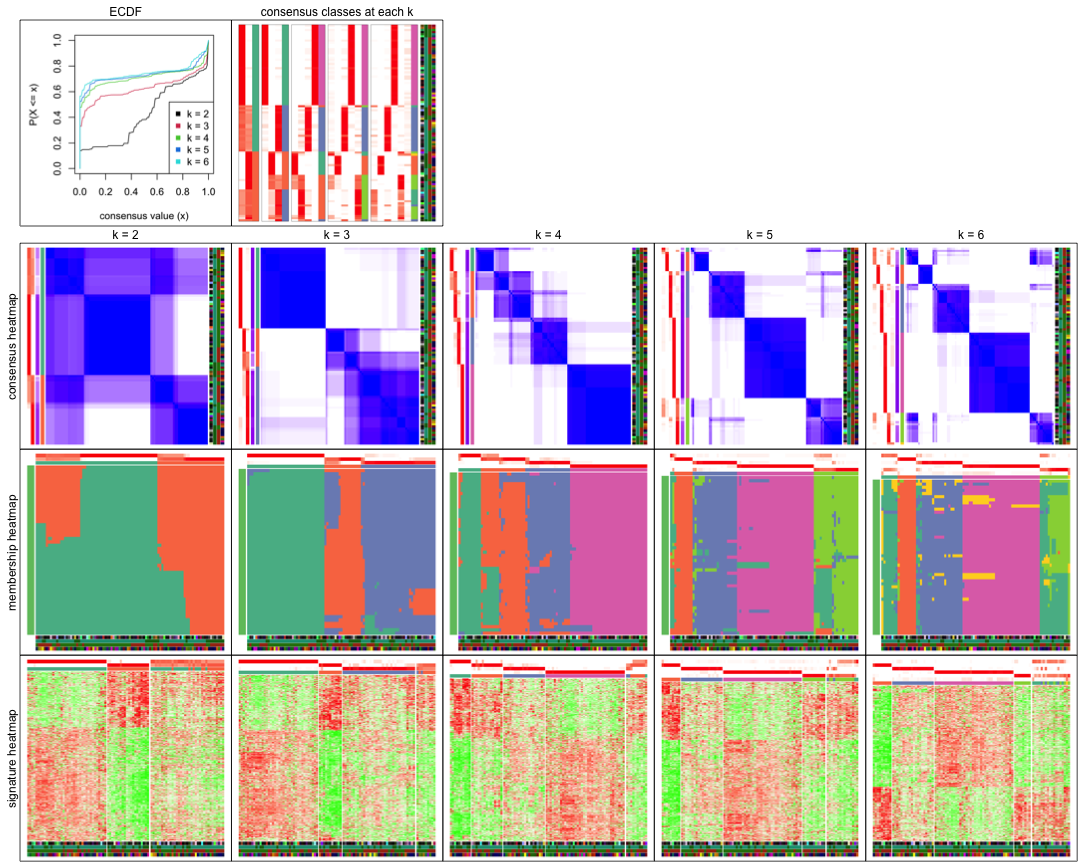 ECDF
consensus classes at each k
P(X <= x)
1.0
0.8
0.6
0.4
0.2
0.0
k = 2
k = 3
k = 4
k = 5
k = 6
0.0 0.2 0.4 0.6 0.8 1.0
consensus value (x)
k = 2
k = 3
k = 4
k = 5
k = 6
consensus heatmap
membership heatmap
signature heatmap